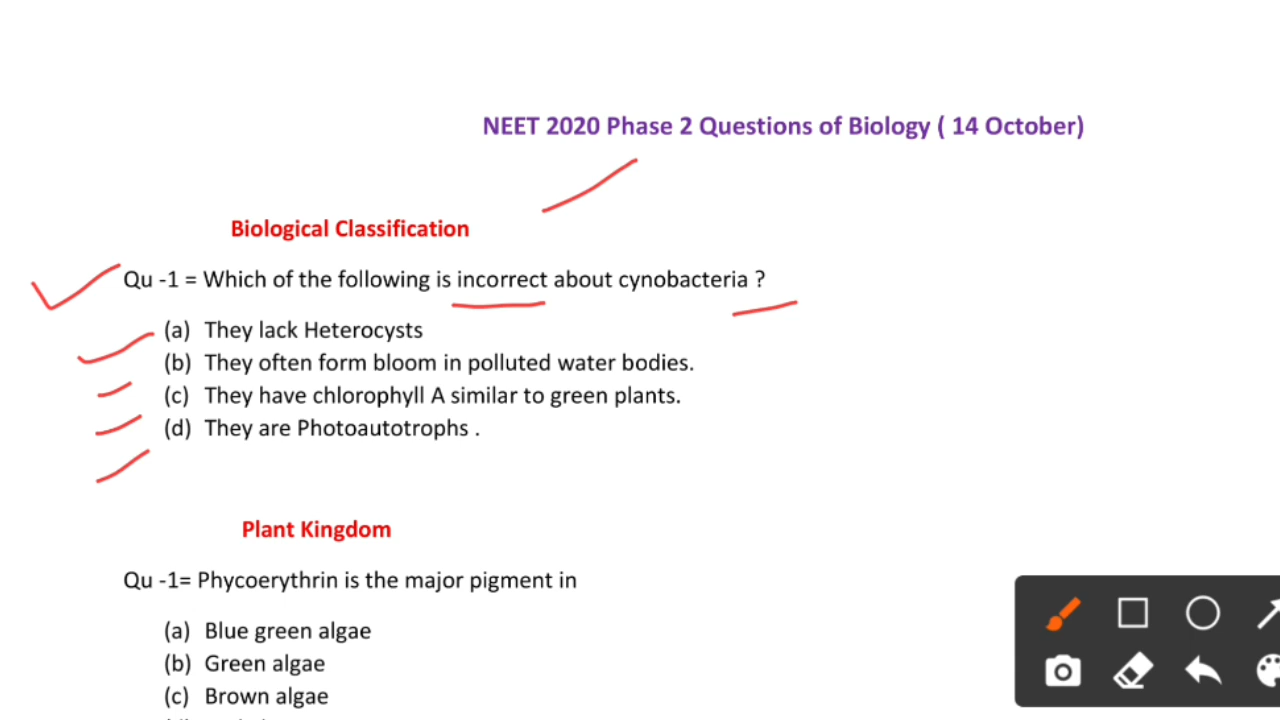 NEET 2020 Phase 2 Questions of Biology ( 14 October)
Biological Classification
Qu -1 = Which of the following is incorrect about cynobacteria ?
(a) They lack Heterocysts
(b) They often form bloom in polluted water bodies.
(c) They have chlorophyll A similar to green plants.
(d) They are Photoautotrophs .
Plant Kingdom
Qu -1= Phycoerythrin is the major pigment in
(a) Blue green algae
(b) Green algae
(c) Brown algae